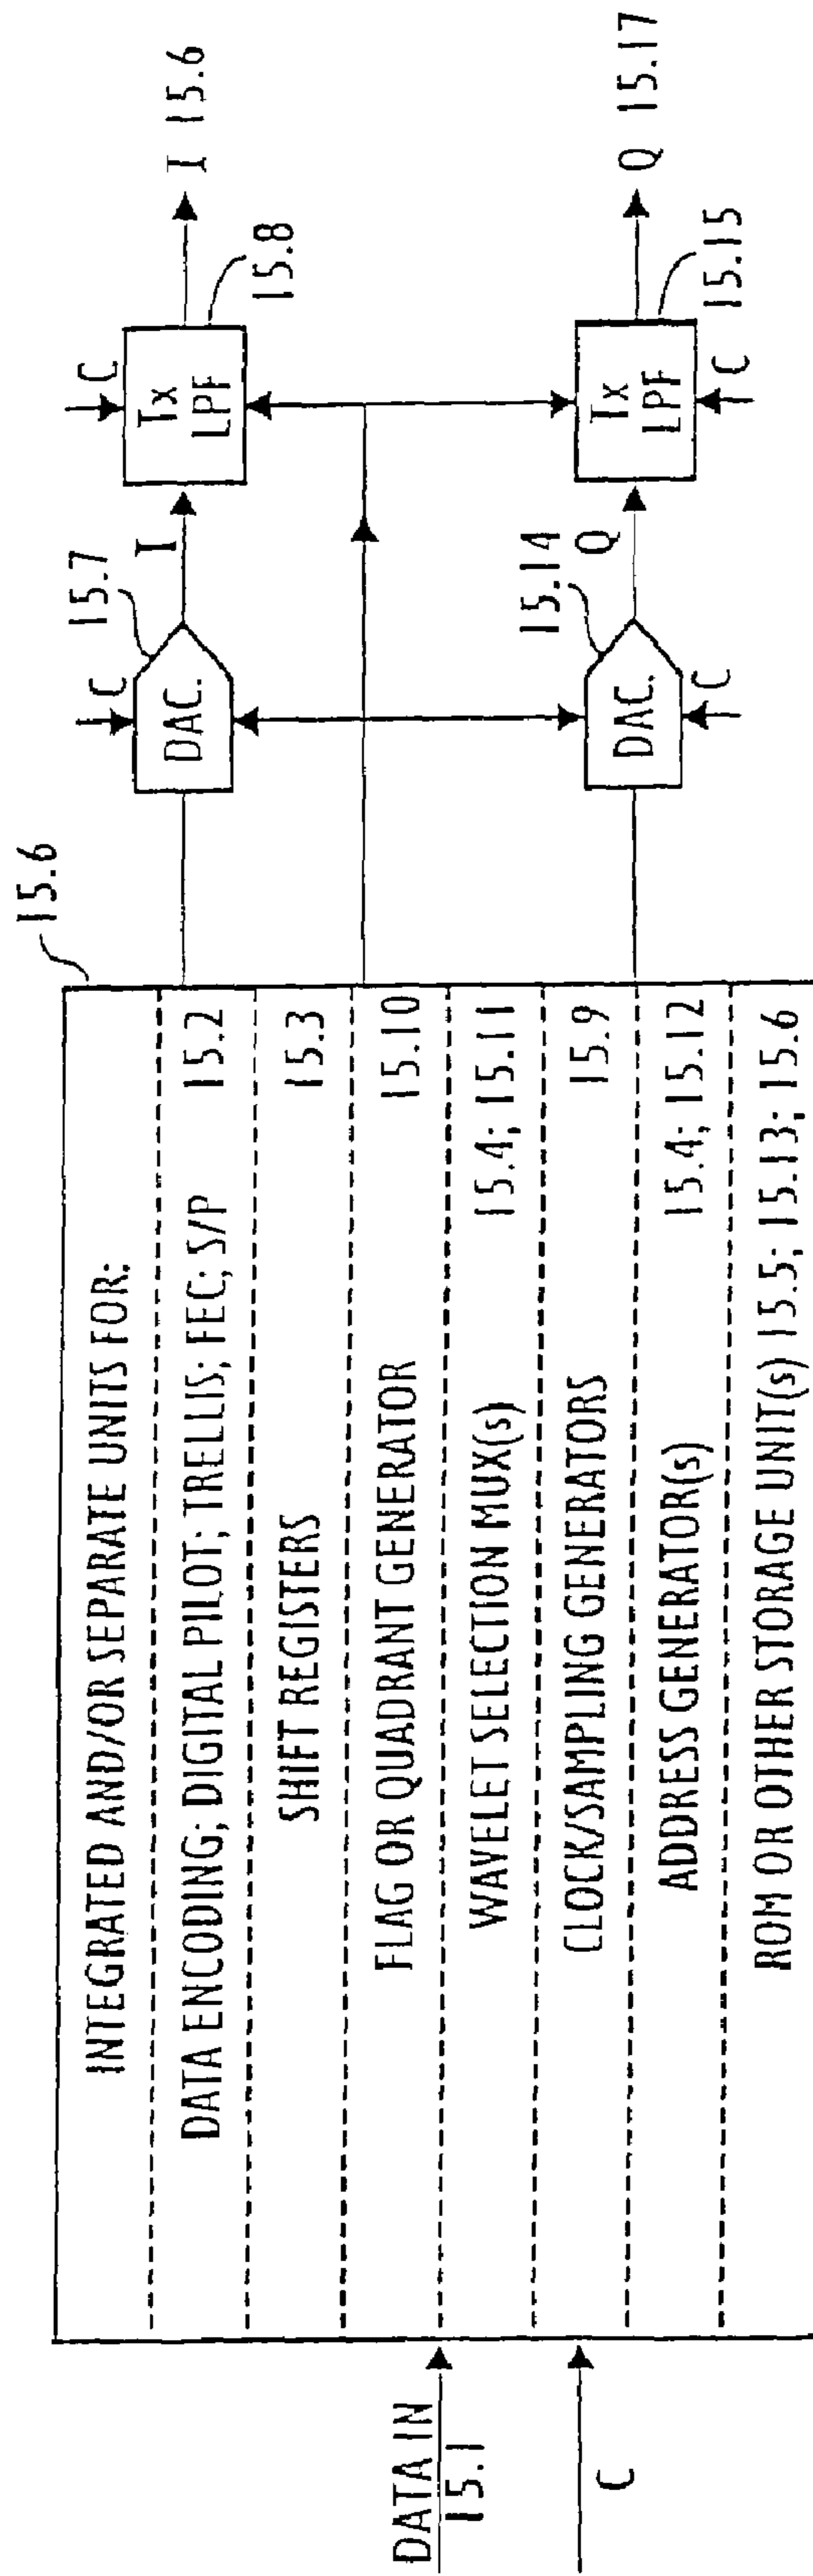 15.6
INTEGRATED AND/OR SEPARATE UNITS FOR:
DATA ENCODING; DIGITAL PILOT; TRELLIS; FEC; S/P 15.2
SHIFT REGISTERS 15.3
FLAG OR QUADRANT GENERATOR 15.10
WAVELET SELECTION MUX(s) 15.4; 15.11
CLOCK/SAMPLING GENERATORS 15.9
ADDRESS GENERATOR(s) 15.4; 15.12
ROM OR OTHER STORAGE UNIT(s) 15.5; 15.13; 15.6
DATA IN
15.1
C
C
15.7
DAC.
I
C
Tx
LPF
15.8
I 15.6
15.14
DAC.
C
Q
Tx
LPF
C
15.15
Q 15.17